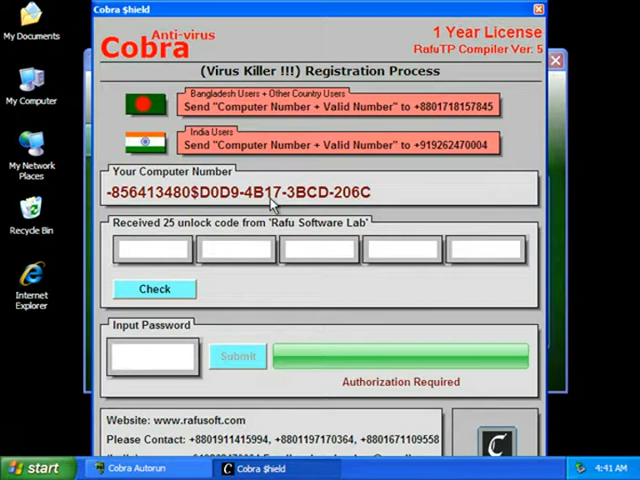 My Documents
My Computer
My Network
Places
Recycle Bin
Internet
Explorer
Cobra $hield
Anti-virus
Cobra
1 Year License
RafuTP Compiler Ver: 5
(Virus Killer !!!) Registration Process
Bangladesh Users + Other Country Users
Send "Computer Number + Valid Number" to +8801718157845
India Users
Send "Computer Number + Valid Number" to +919262470004
Your Computer Number
-856413480$D0D9-4B17-3BCD-206C
Received 25 unlock code from 'Rafu Software Lab'
Check
Input Password
Submit
Authorization Required
Website: www.rafusoft.com
Please Contact: +8801911415994, +8801197170364, +8801671109558
C
start
Cobra Autorun
C
Cobra $hield
4:41 AM